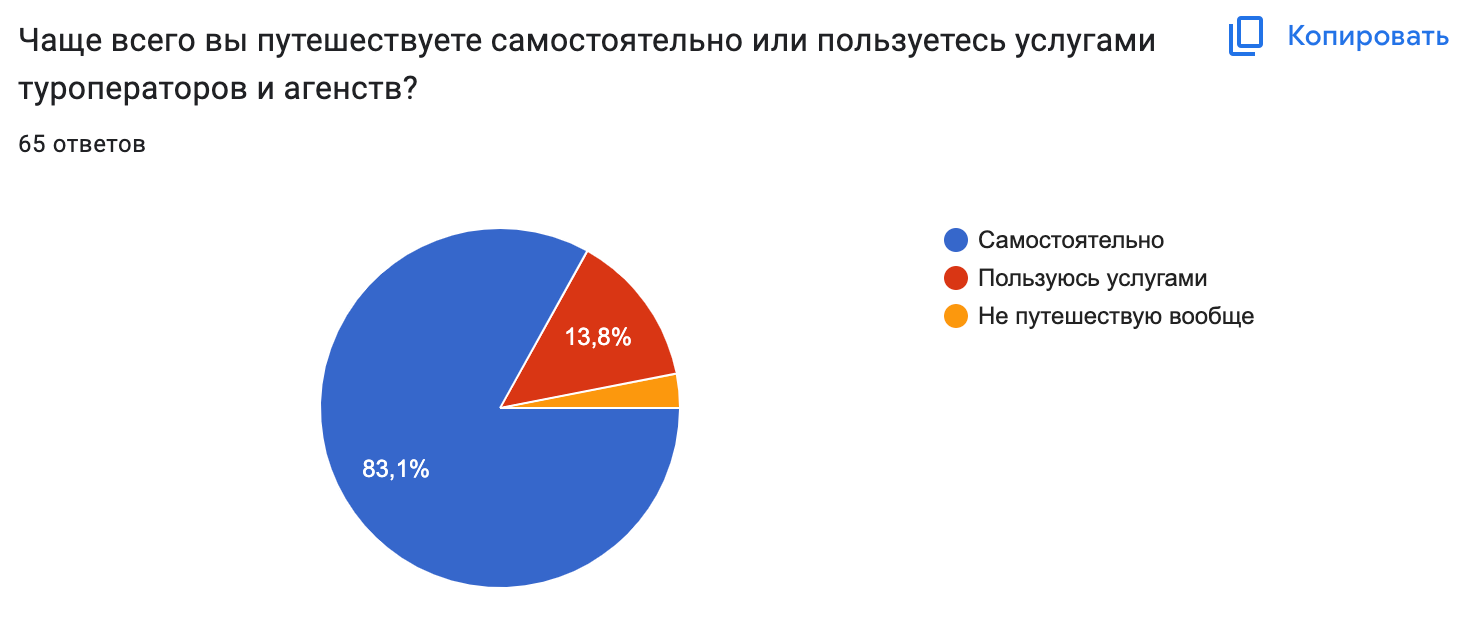 Чаще всего вы путешествуете самостоятельно или пользуетесь услугами
туроператоров и агенств?
Копировать
65 ответов
Самостоятельно
Пользуюсь услугами
Не путешествую вообще
13,8%
83,1%